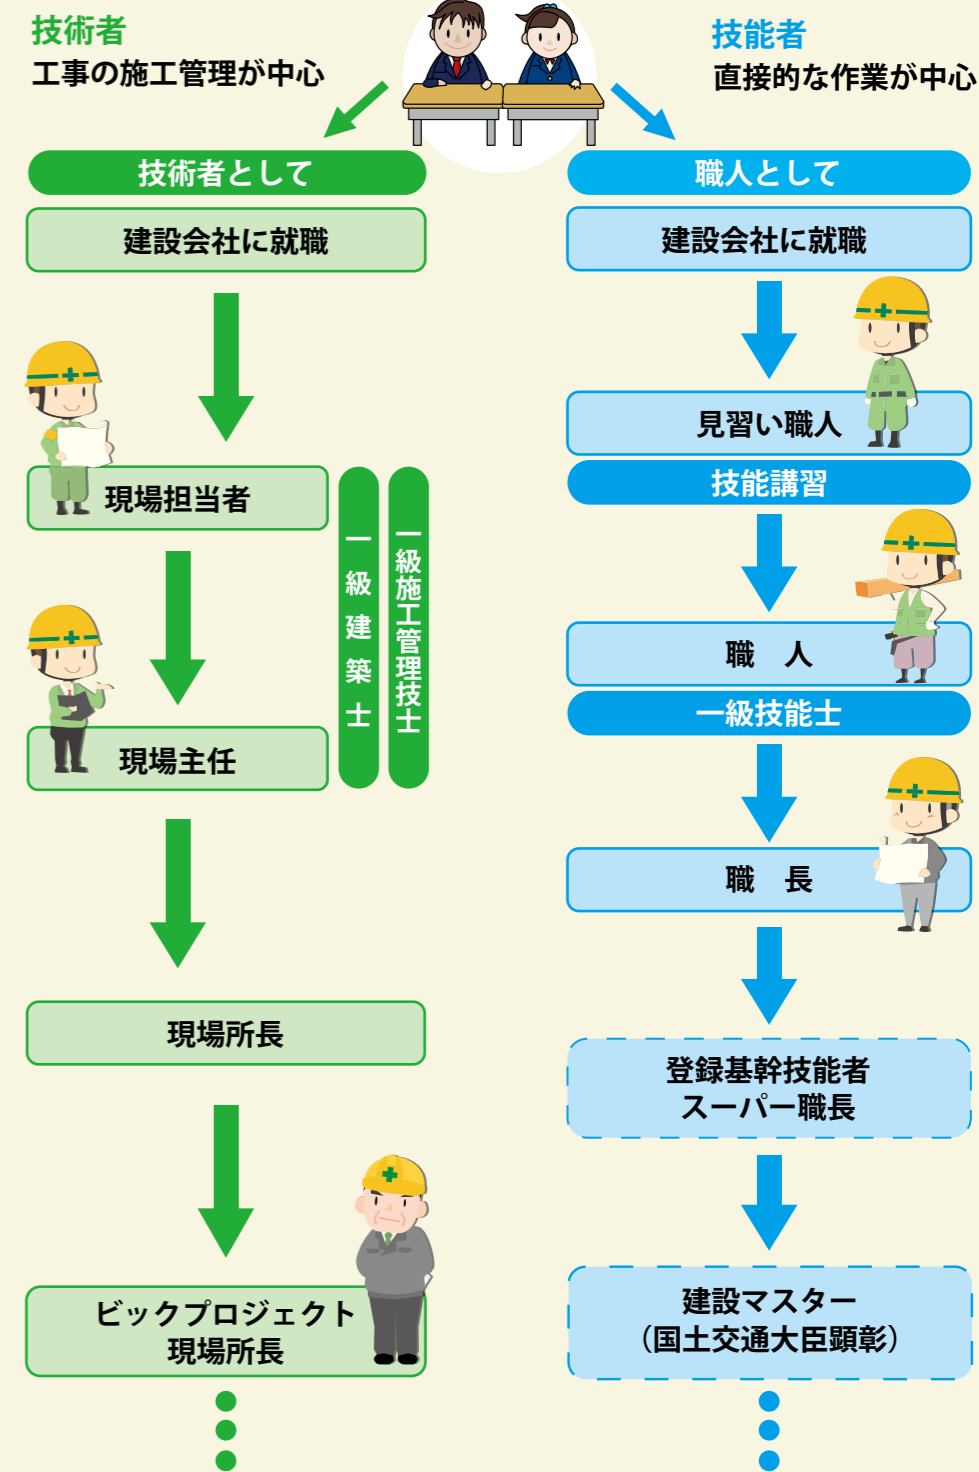 技術者
工事の施工管理が中心
技術者として
建設会社に就職
現場担当者
一級建築士
一級施工管理技士
現場主任
現場所長
ビックプロジェクト
現場所長
技能者
直接的な作業が中心
職人として
建設会社に就職
見習い職人
技能講習
職　人
一級技能士
職　長
登録基幹技能者
スーパー職長
建設マスター
（国土交通大臣顕彰）